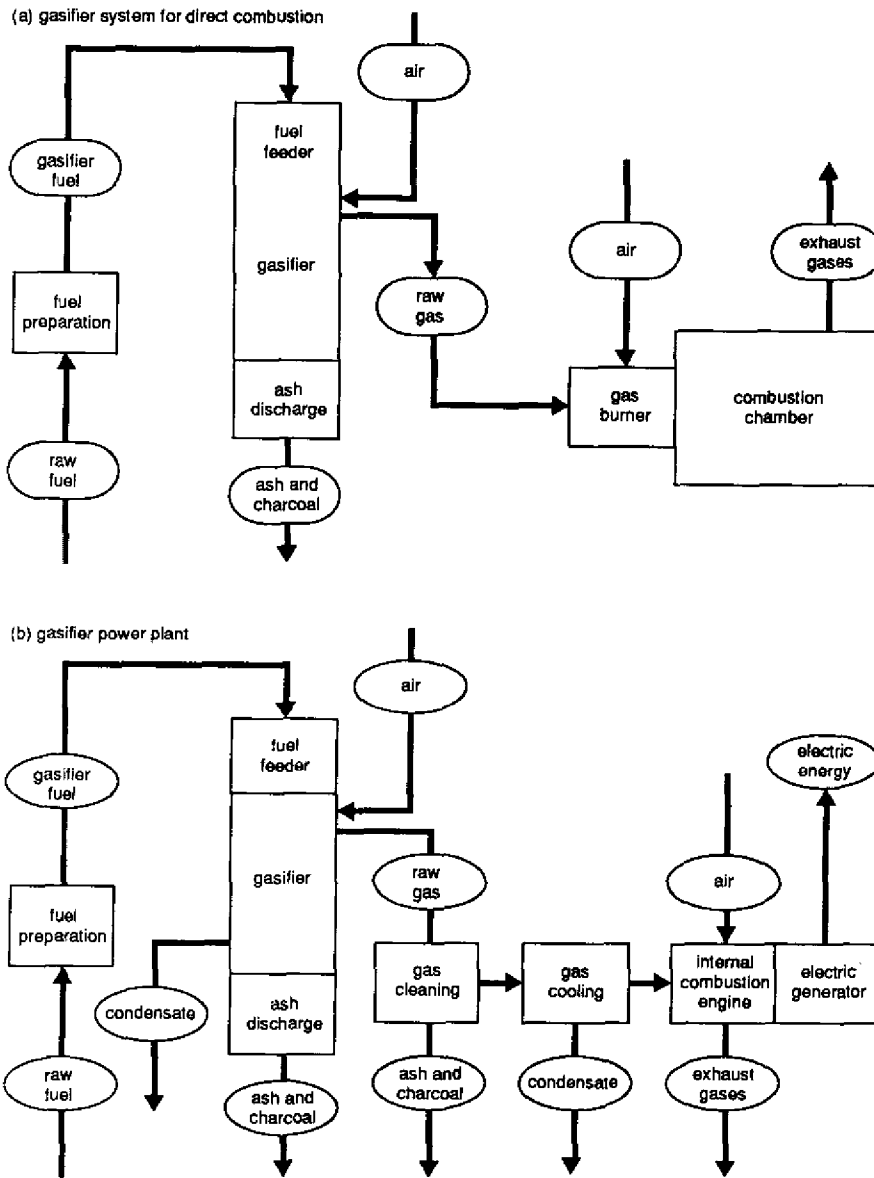 (a) gasifier system for direct combustion
air
fuel
feeder
gasifier
fuel
gasifier
air
exhaust
gases
raw
gas
fuel
preparation
ash
discharge
gas
burner
combustion
chamber
raw
fuel
ash and
charcoal
(b) gasifier power plant
air
fuel
feeder
electric
energy
gasifier
fuel
raw
gas
gasifier
air
fuel
preparation
gas
cleaning
gas
cooling
internal
combustion
engine
electric
generator
condensate
ash
discharge
raw
fuel
ash and
charcoal
ash and
charcoal
condensate
exhaust
gases